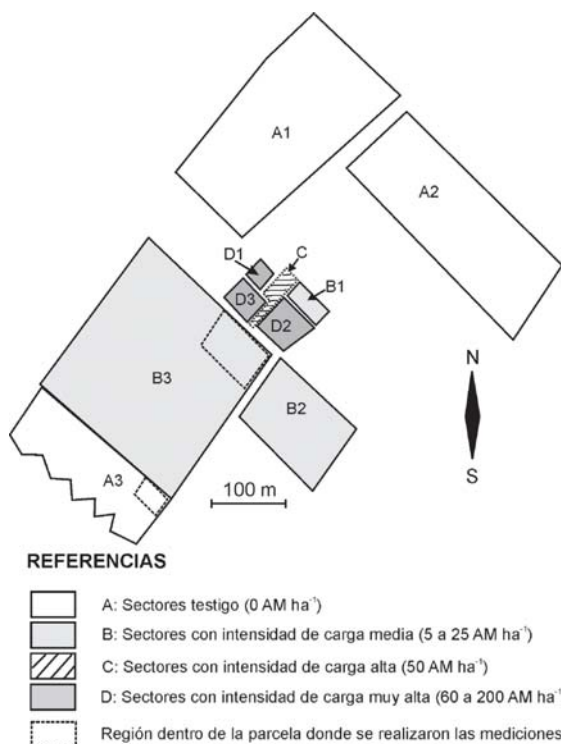 A1
A2
C
D1
B1
D3
D2
B3
B2
N
S
A3
100 m
REFERENCIAS
A: Sectores testigo (0 AM ha⁻¹)
B: Sectores con intensidad de carga media (5 a 25 AM ha⁻¹)
C: Sectores con intensidad de carga alta (50 AM ha⁻¹)
D: Sectores con intensidad de carga muy alta (60 a 200 AM ha⁻¹
Región dentro de la parcela donde se realizaron las mediciones